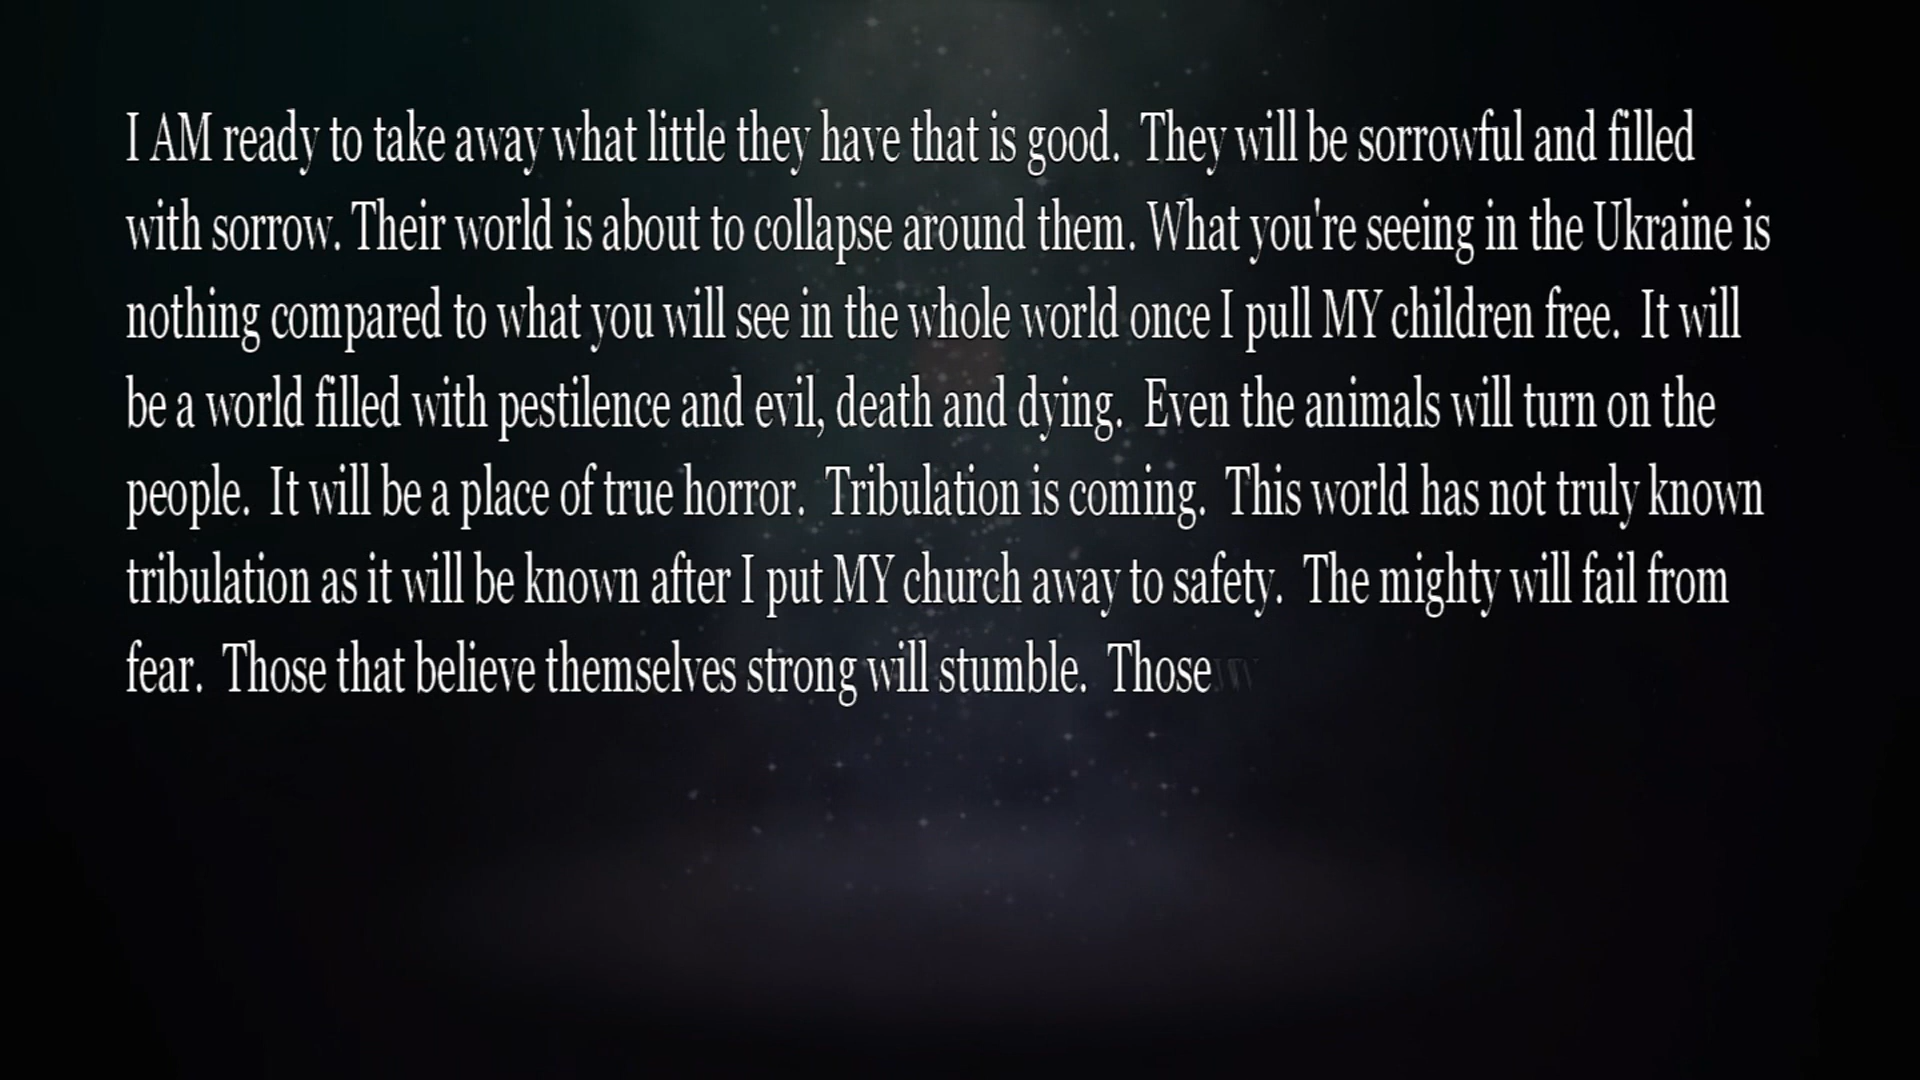 I AM ready to take away what little they have that is good.  They will be sorrowful and filled
with sorrow. Their world is about to collapse around them. What you're seeing in the Ukraine is
nothing compared to what you will see in the whole world once I pull MY children free.  It will
be a world filled with pestilence and evil, death and dying.  Even the animals will turn on the
people.  It will be a place of true horror.  Tribulation is coming.  This world has not truly known
tribulation as it will be known after I put MY church away to safety.  The mighty will fail from
fear.  Those that believe themselves strong will stumble.  Those